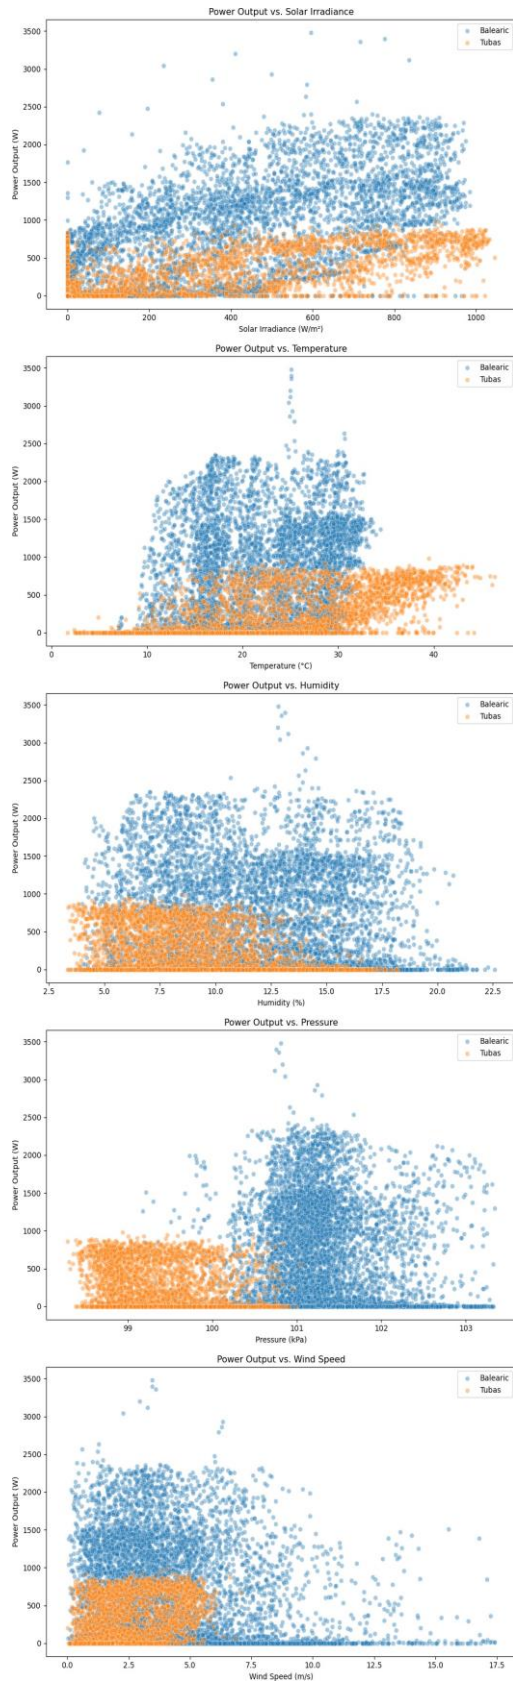 Power Output vs. Solar Irradiance
3500
3000
2500
2000
1500
1000
500
0
Power Output (W)
Balearic
Tubas
0 200 400 600 800 1000
Solar Irradiance (W/m²)
Power Output vs. Temperature
3500
3000
2500
2000
1500
1000
500
0
Power Output (W)
Balearic
Tubas
0 10 20 30 40
Temperature (°C)
Power Output vs. Humidity
3500
3000
2500
2000
1500
1000
500
0
Power Output (W)
Balearic
Tubas
2.5 5.0 7.5 10.0 12.5 15.0 17.5 20.0 22.5
Humidity (%)
Power Output vs. Pressure
3500
3000
2500
2000
1500
1000
500
0
Power Output (W)
Balearic
Tubas
99 100 101 102 103
Pressure (kPa)
Power Output vs. Wind Speed
3500
3000
2500
2000
1500
1000
500
0
Power Output (W)
Balearic
Tubas
0.0 2.5 5.0 7.5 10.0 12.5 15.0 17.5
Wind Speed (m/s)